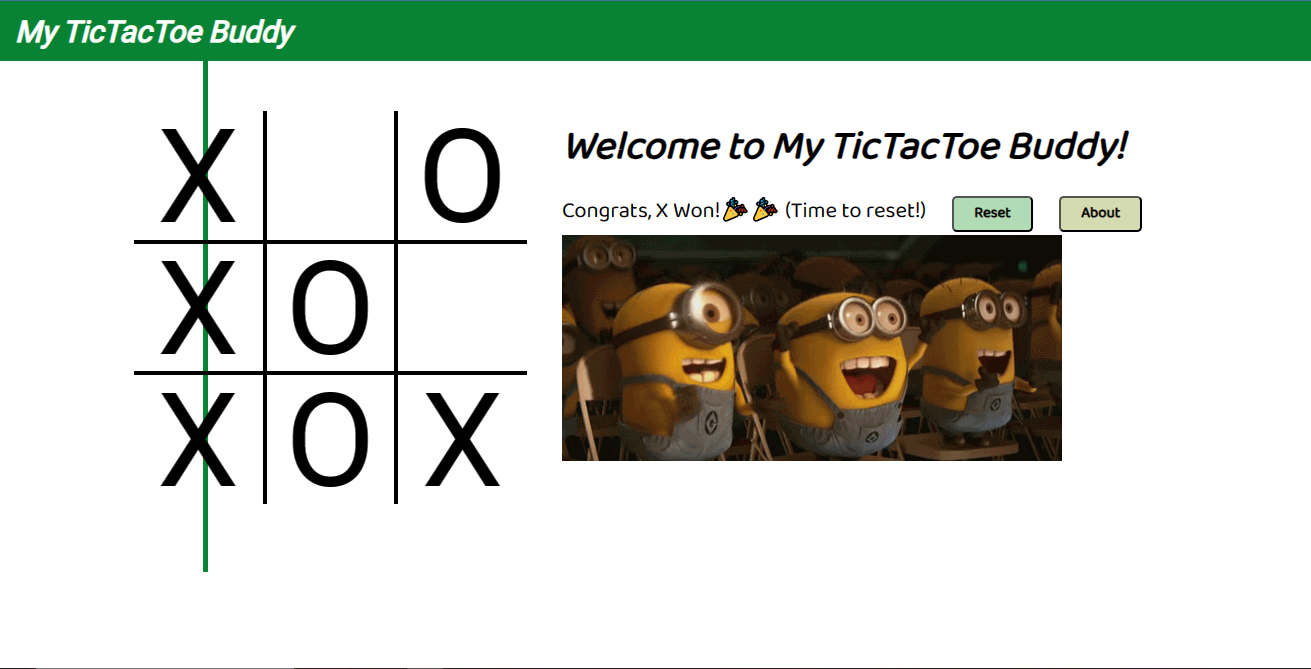 My TicTacToe Buddy
X O
X O
X O X
Welcome to My TicTacToe Buddy!
Congrats, X Won!🎉 🎉 (Time to reset!) Reset About